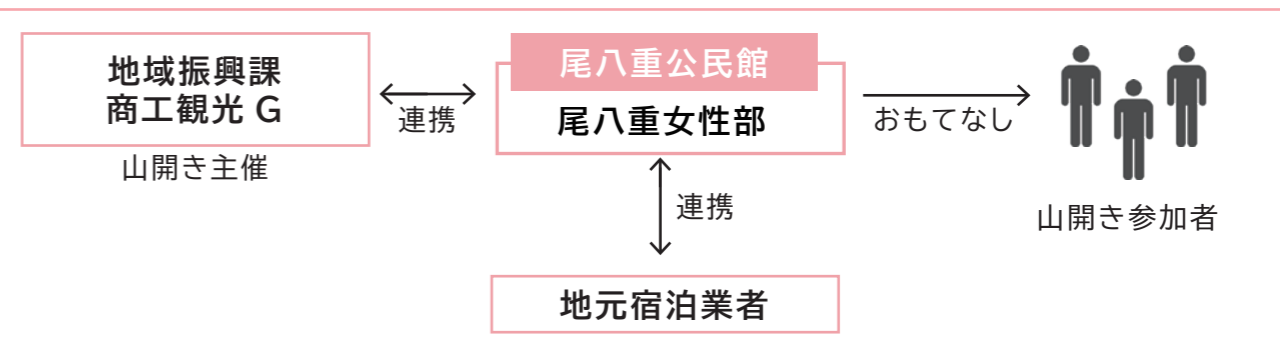 地域振興課
商工観光 G
山開き主催
連携
尾八重公民館
尾八重女性部
おもてなし
山開き参加者
連携
地元宿泊業者